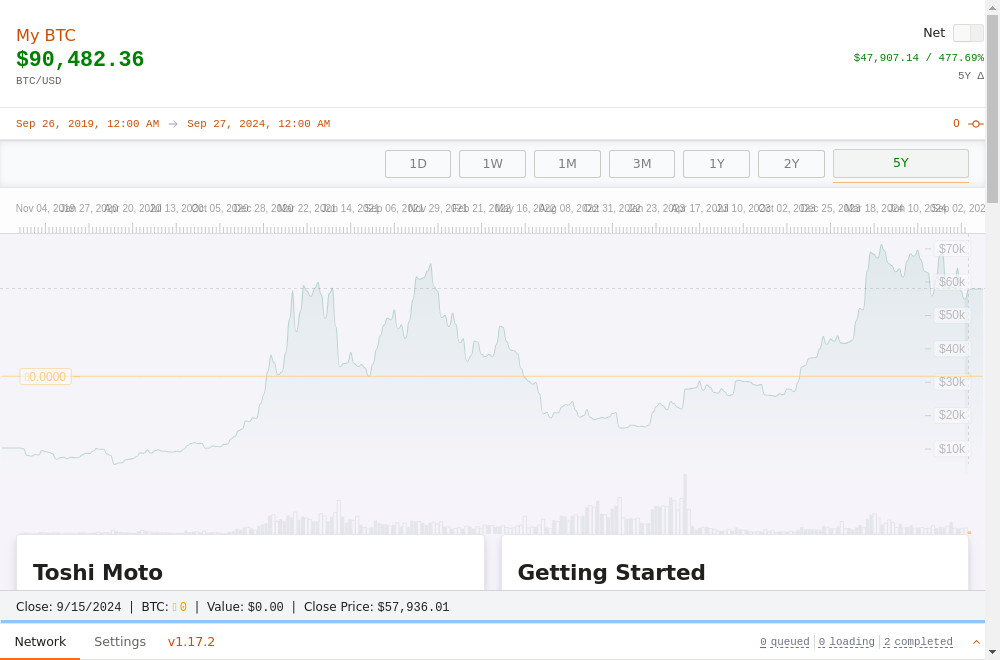 My BTC
Net
$90,482.36
$47,907.14 / 477.69%
BTC/USD
5Y Δ
Sep 26, 2019, 12:00 AM → Sep 27, 2024, 12:00 AM
0
1D 1W 1M 3M 1Y 2Y 5Y
Nov 04, 2019 Jan 27, 2020 Apr 20, 2020 Jul 13, 2020 Oct 05, 2020 Dec 28, 2020 Mar 22, 2021 Jun 14, 2021 Sep 06, 2021 Nov 29, 2021 Feb 21, 2022 May 16, 2022 Aug 08, 2022 Oct 31, 2022 Jan 23, 2023 Apr 17, 2023 Jul 10, 2023 Oct 02, 2023 Dec 25, 2023 Mar 18, 2024 Jun 10, 2024 Sep 02, 202
$70k
$60k
$50k
$40k
0.0000
$30k
$20k
$10k
Toshi Moto
Getting Started
Close: 9/15/2024 | BTC: 0 | Value: $0.00 | Close Price: $57,936.01
Network Settings v1.17.2
0 queued 0 loading 2 completed